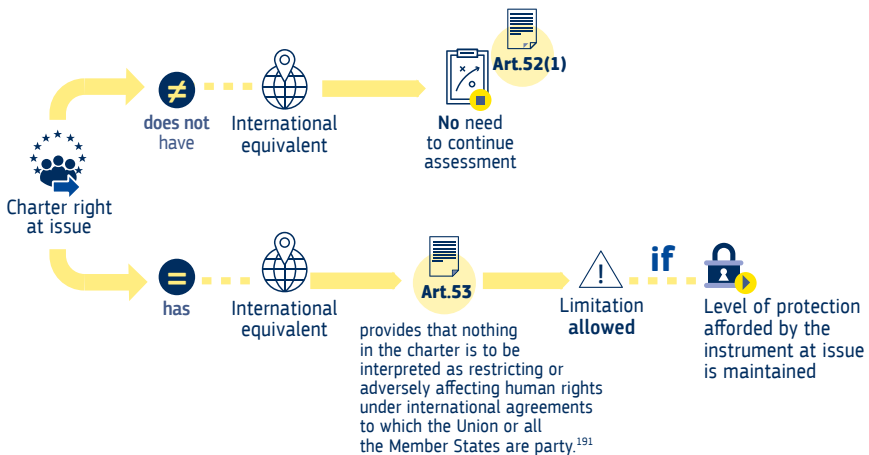 Art.52(1)
does not
have
International
equivalent
No need
to continue
assessment
Charter right
at issue
has
International
equivalent
Art.53
provides that nothing
in the charter is to be
interpreted as restricting or
adversely affecting human rights
under international agreements
to which the Union or all
the Member States are party.191
Limitation
allowed
if
Level of protection
afforded by the
instrument at issue
is maintained